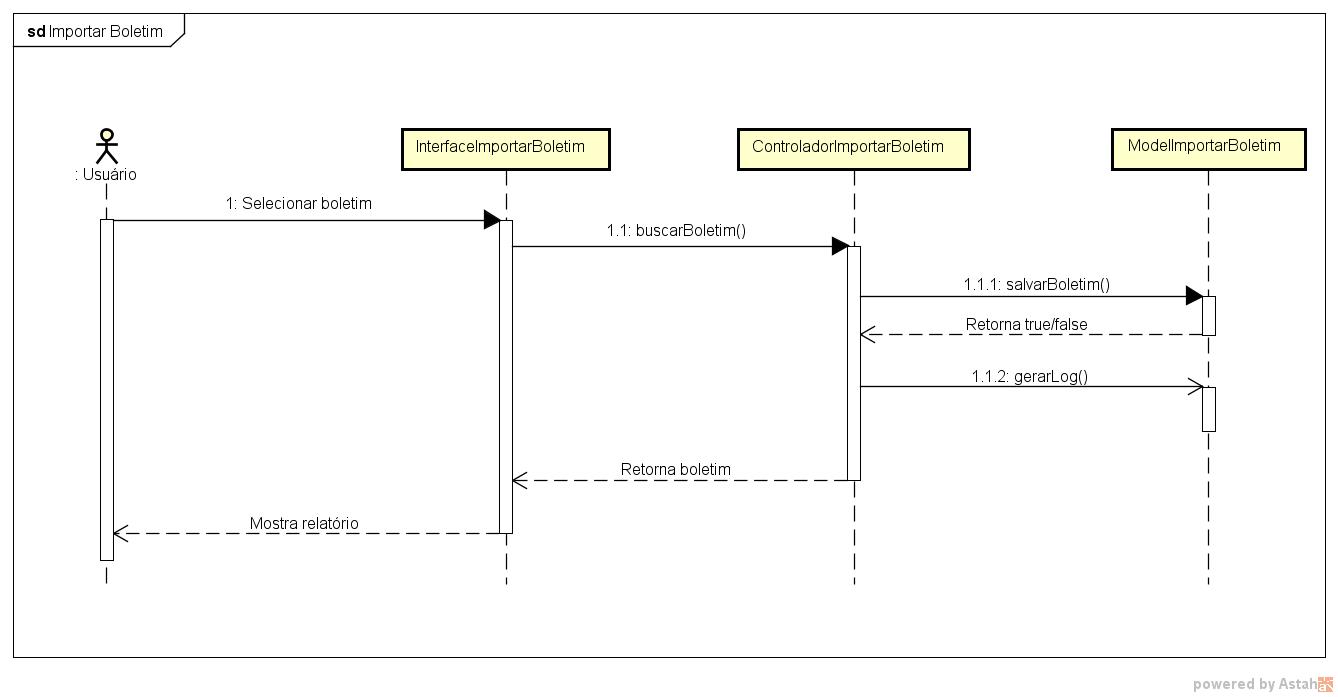 sd Importar Boletim
: Usuário
InterfaceImportarBoletim
ControladorImportarBoletim
ModelImportarBoletim
1: Selecionar boletim
1.1: buscarBoletim()
1.1.1: salvarBoletim()
Retorna true/false
1.1.2: gerarLog()
Retorna boletim
Mostra relatório
powered by Astah